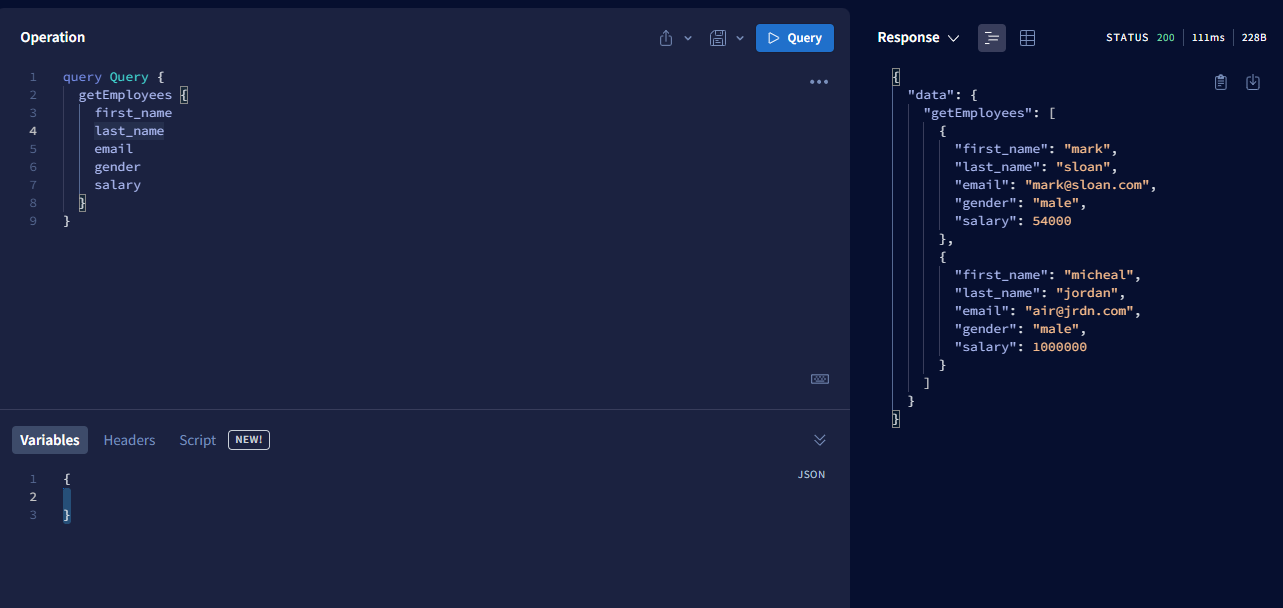 Operation
Query
1 query Query {
2 getEmployees {
3 first_name
4 last_name
5 email
6 gender
7 salary
8 }
9 }
Variables Headers Script NEW!
JSON
1 {
2
3 }
Response STATUS 200 111ms 228B
{
"data": {
"getEmployees": [
{
"first_name": "mark",
"last_name": "sloan",
"email": "mark@sloan.com",
"gender": "male",
"salary": 54000
},
{
"first_name": "micheal",
"last_name": "jordan",
"email": "air@jrdn.com",
"gender": "male",
"salary": 1000000
}
]
}
}